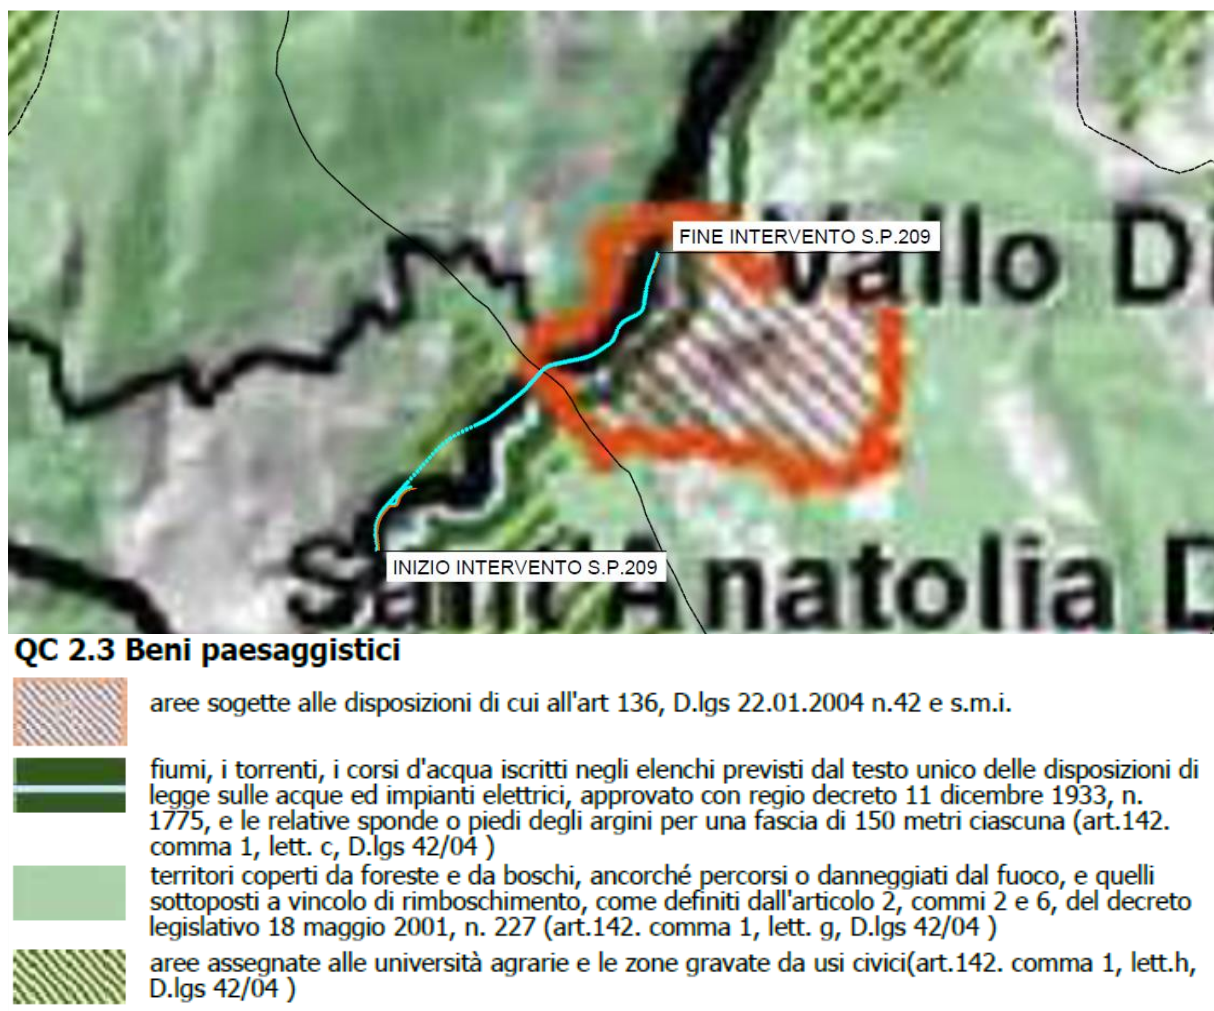 Vallo Di
FINE INTERVENTO S.P.209
INIZIO INTERVENTO S.P.209
Sant'Anatolia D
QC 2.3 Beni paesaggistici
aree sogette alle disposizioni di cui all'art 136, D.lgs 22.01.2004 n.42 e s.m.i.
fiumi, i torrenti, i corsi d'acqua iscritti negli elenchi previsti dal testo unico delle disposizioni di
legge sulle acque ed impianti elettrici, approvato con regio decreto 11 dicembre 1933, n.
1775, e le relative sponde o piedi degli argini per una fascia di 150 metri ciascuna (art.142.
comma 1, lett. c, D.lgs 42/04 )
territori coperti da foreste e da boschi, ancorché percorsi o danneggiati dal fuoco, e quelli
sottoposti a vincolo di rimboschimento, come definiti dall'articolo 2, commi 2 e 6, del decreto
legislativo 18 maggio 2001, n. 227 (art.142. comma 1, lett. g, D.lgs 42/04 )
aree assegnate alle università agrarie e le zone gravate da usi civici(art.142. comma 1, lett.h,
D.lgs 42/04 )